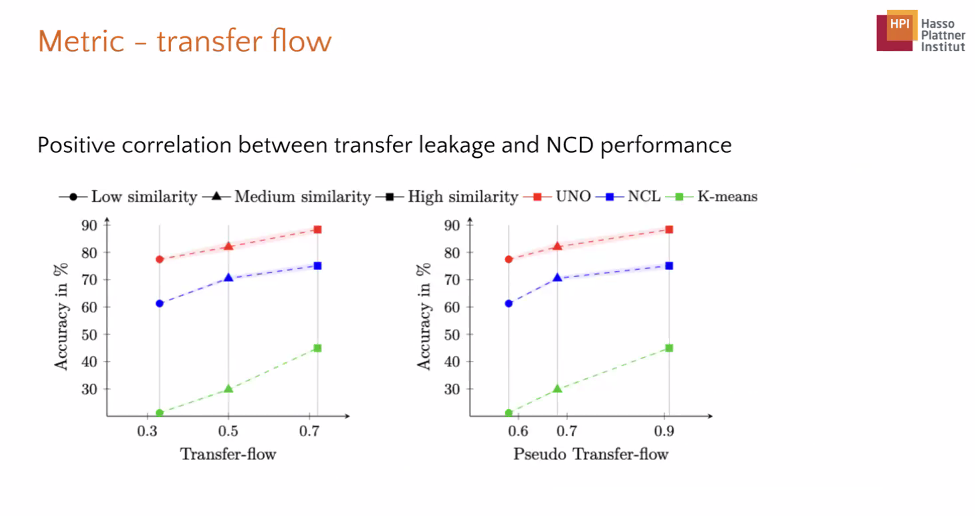 Metric – transfer flow
HPI
Hasso
Plattner
Institut
Positive correlation between transfer leakage and NCD performance
Low similarity Medium similarity High similarity UNO NCL K-means
90
80
70
60
50
40
30
Accuracy in %
0.3 0.5 0.7
Transfer-flow
90
80
70
60
50
40
30
Accuracy in %
0.6 0.7 0.9
Pseudo Transfer-flow